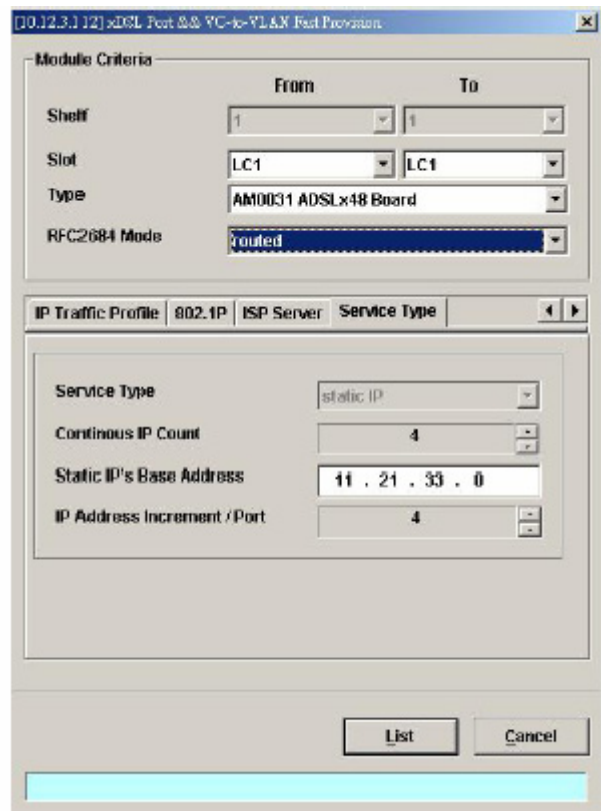 [10.12.3.112] xDSL Port && VC-to-VLAN Fast Provision
Module Criteria
From To
Shelf 1 1
Slot LC1 LC1
Type AM0031 ADSLx48 Board
RFC2684 Mode routed
IP Traffic Profile 802.1P ISP Server Service Type
Service Type static IP
Continous IP Count 4
Static IP's Base Address 11 . 21 . 33 . 0
IP Address Increment / Port 4
List Cancel